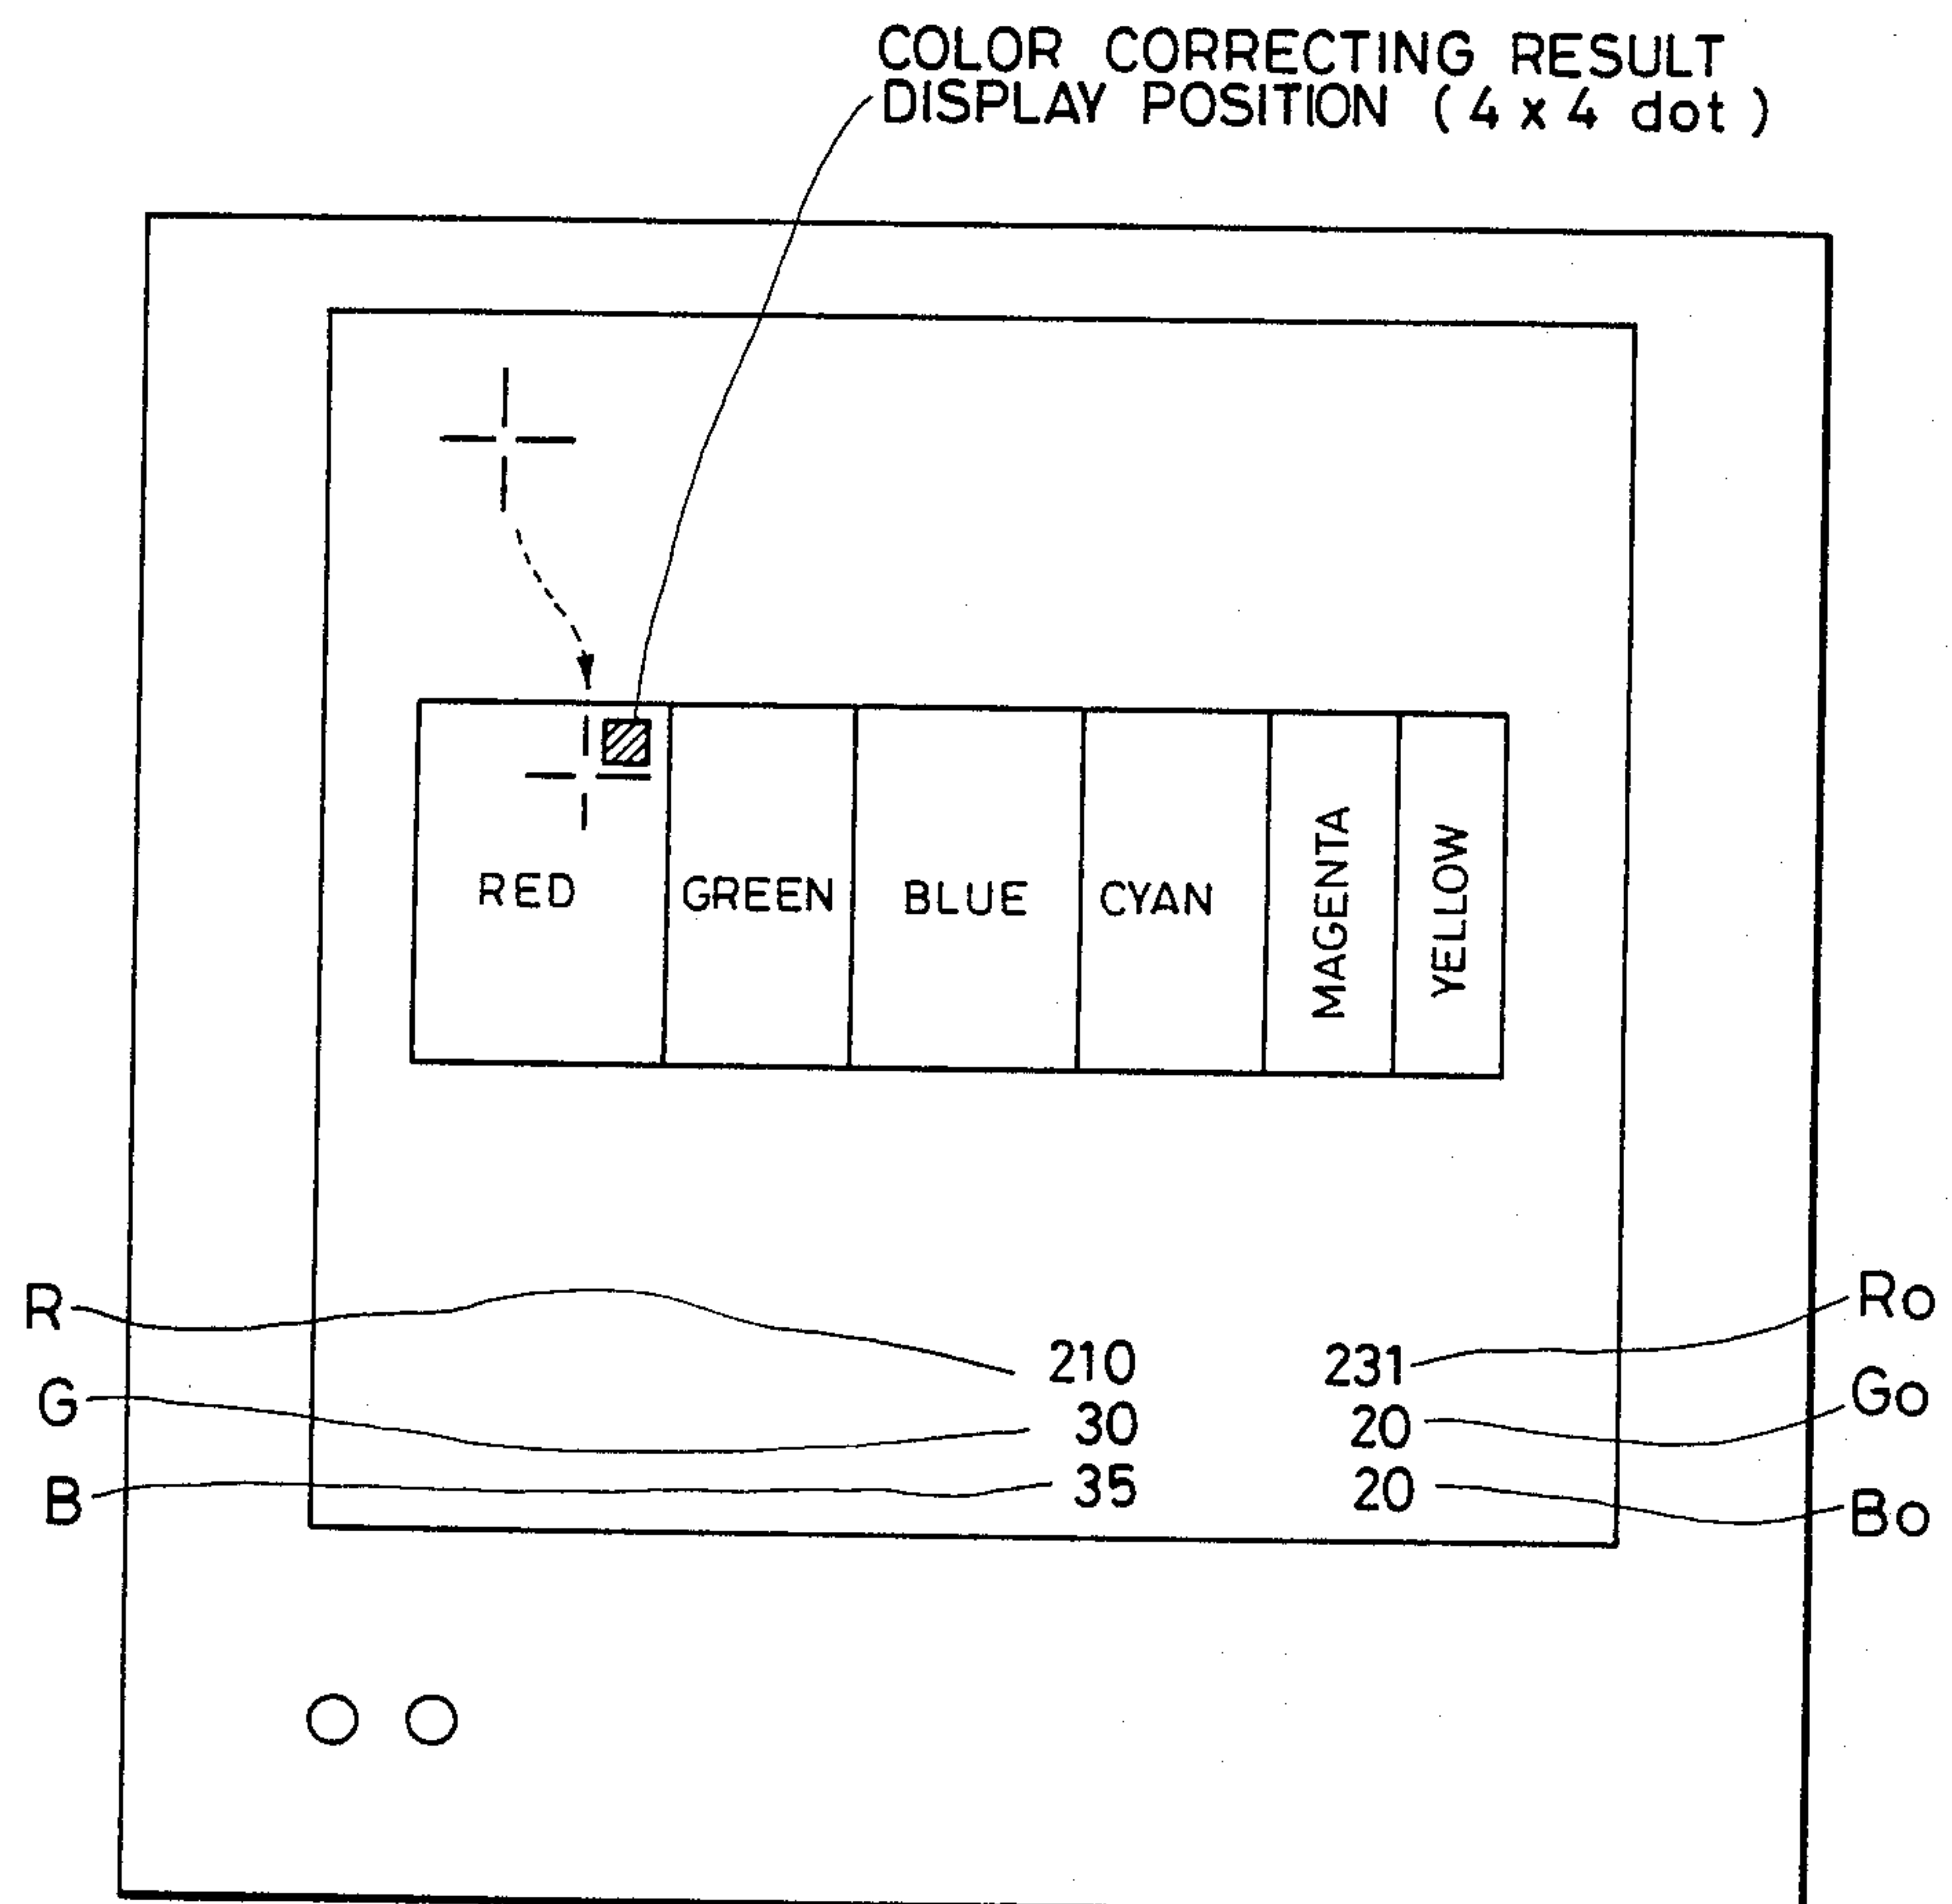 COLOR CORRECTING RESULT
DISPLAY POSITION (4 x 4 dot)
RED
GREEN
BLUE
CYAN
MAGENTA
YELLOW
R
210
231
Ro
G
30
20
Go
B
35
20
Bo